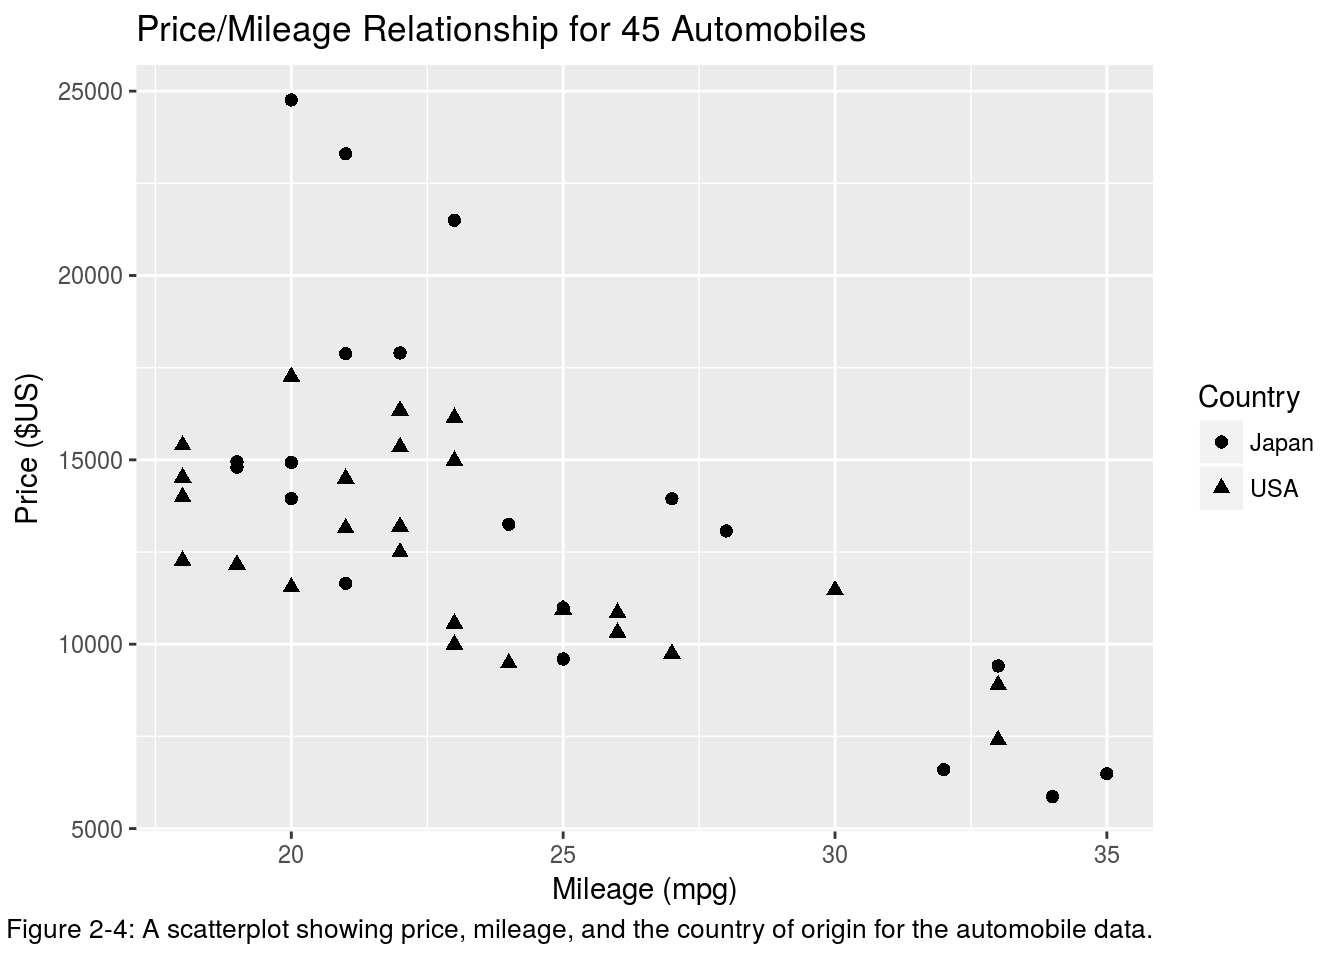 Price/Mileage Relationship for 45 Automobiles
25000
20000
15000
10000
5000
Price ($US)
20 25 30 35
Mileage (mpg)
Country
Japan
USA
Figure 2-4: A scatterplot showing price, mileage, and the country of origin for the automobile data.